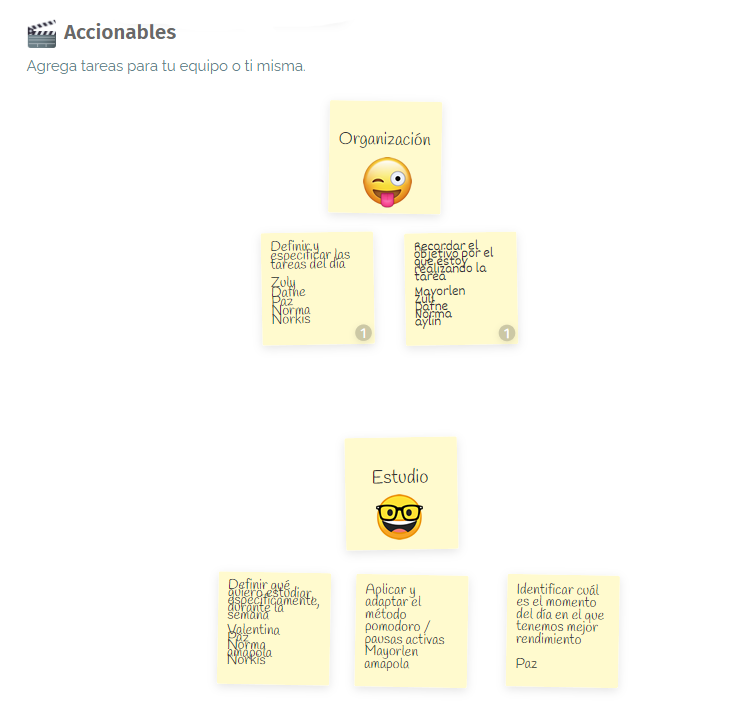 Accionables
Agrega tareas para tu equipo o ti misma.
Organización
Definir y
especificar las
tareas del día
Zuly
Dafne
Paz
Norma
Norkis
1
Recordar el
objetivo por el
que estoy
realizando la
tarea
Mayorlen
Zuly
Dafne
Norma
aylin
1
Estudio
Definir qué
quiero estudiar
específicamente,
durante la
semana
Valentina
Paz
Norma
amapola
Norkis
Aplicar y
adaptar el
método
pomodoro /
pausas activas
Mayorlen
amapola
Identificar cuál
es el momento
del día en el que
tenemos mejor
rendimiento
Paz